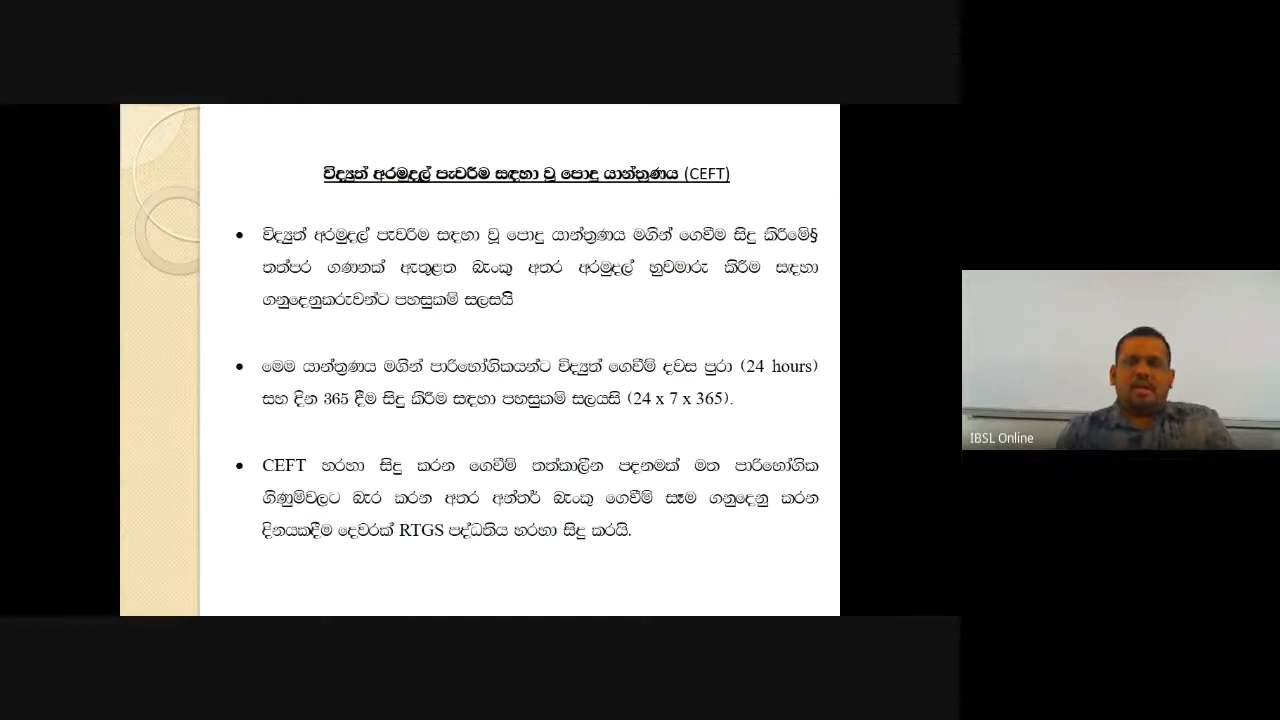 විද්‍යුත් අරමුදල් පැවරීම සඳහා වූ පොදු යාන්ත්‍රණය (CEFT)
• විද්‍යුත් අරමුදල් පැවරීම සඳහා වූ පොදු යාන්ත්‍රණය මගින් ගෙවීම සිදු කිරීමේ§
තත්පර ගණනක් ඇතුළත බැංකු අතර අරමුදල් හුවමාරු කිරීම සඳහා
ගනුදෙනුකරුවන්ට පහසුකම් සලසයි
• මෙම යාන්ත්‍රණය මගින් පාරිභෝගිකයන්ට විද්‍යුත් ගෙවීම් දවස පුරා (24 hours)
සහ දින 365 දීම සිදු කිරීම සඳහා පහසුකම් සලයසි (24 x 7 x 365).
• CEFT හරහා සිදු කරන ගෙවීම් තත්කාලීන පදනමක් මත පාරිභෝගික
ගිණුම්වලට බැර කරන අතර අන්තර් බැංකු ගෙවීම් සෑම ගනුදෙනු කරන
දිනයකදීම දෙවරක් RTGS පද්ධතිය හරහා සිදු කරයි.
IBSL Online